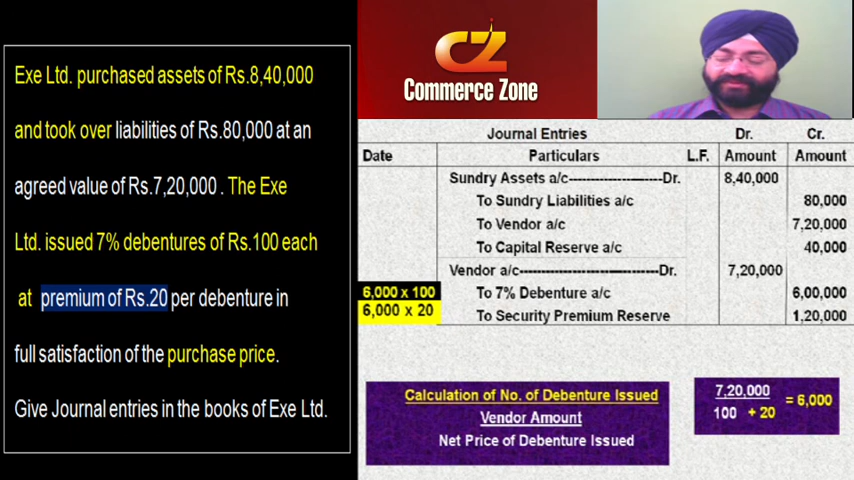 Exe Ltd. purchased assets of Rs.8,40,000
and took over liabilities of Rs.80,000 at an
agreed value of Rs.7,20,000 . The Exe
Ltd. issued 7% debentures of Rs.100 each
at premium of Rs.20 per debenture in
full satisfaction of the purchase price.
Give Journal entries in the books of Exe Ltd.
CZ
Commerce Zone
Journal Entries Dr. Cr.
Date Particulars L.F. Amount Amount
Sundry Assets a/c---------------------Dr. 8,40,000
To Sundry Liabilities a/c 80,000
To Vendor a/c 7,20,000
To Capital Reserve a/c 40,000
Vendor a/c-------------------------------Dr. 7,20,000
6,000 x 100 To 7% Debenture a/c 6,00,000
6,000 x 20 To Security Premium Reserve 1,20,000
Calculation of No. of Debenture Issued
Vendor Amount
Net Price of Debenture Issued
7,20,000
100 + 20 = 6,000